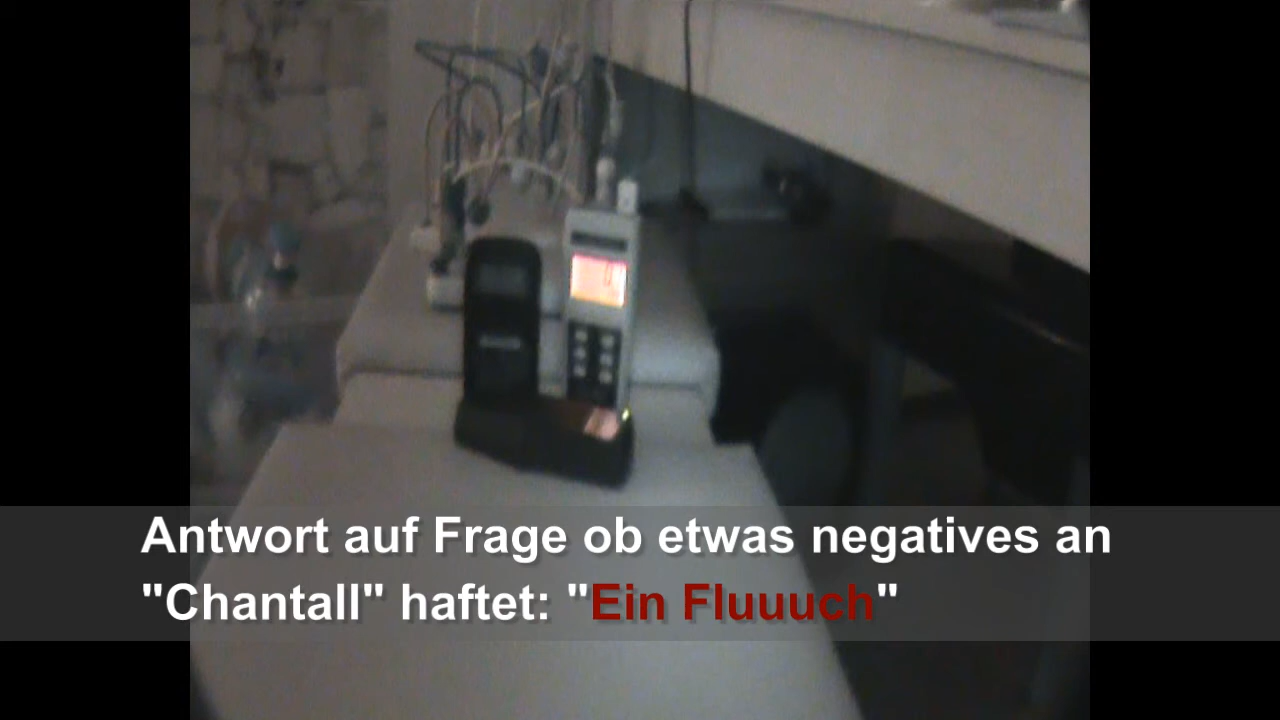 Antwort auf Frage ob etwas negatives an
"Chantall" haftet: "Ein Fluuuch"